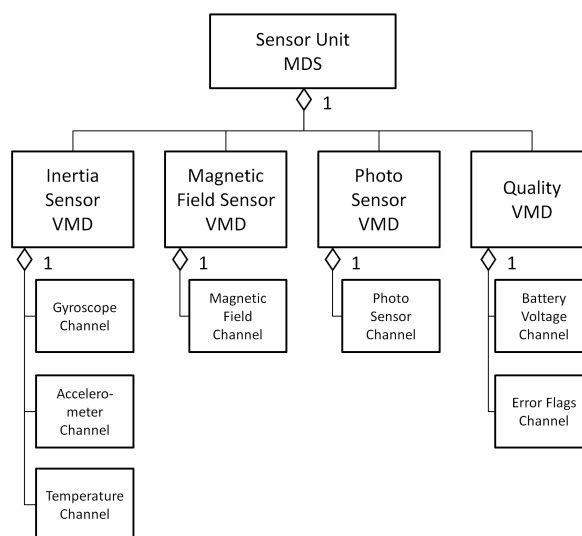 Sensor Unit
MDS
1
Inertia
Sensor
VMD
1
Gyroscope
Channel
Accelero-
meter
Channel
Temperature
Channel
Magnetic
Field Sensor
VMD
1
Magnetic
Field
Channel
Photo
Sensor
VMD
1
Photo
Sensor
Channel
Quality
VMD
1
Battery
Voltage
Channel
Error Flags
Channel